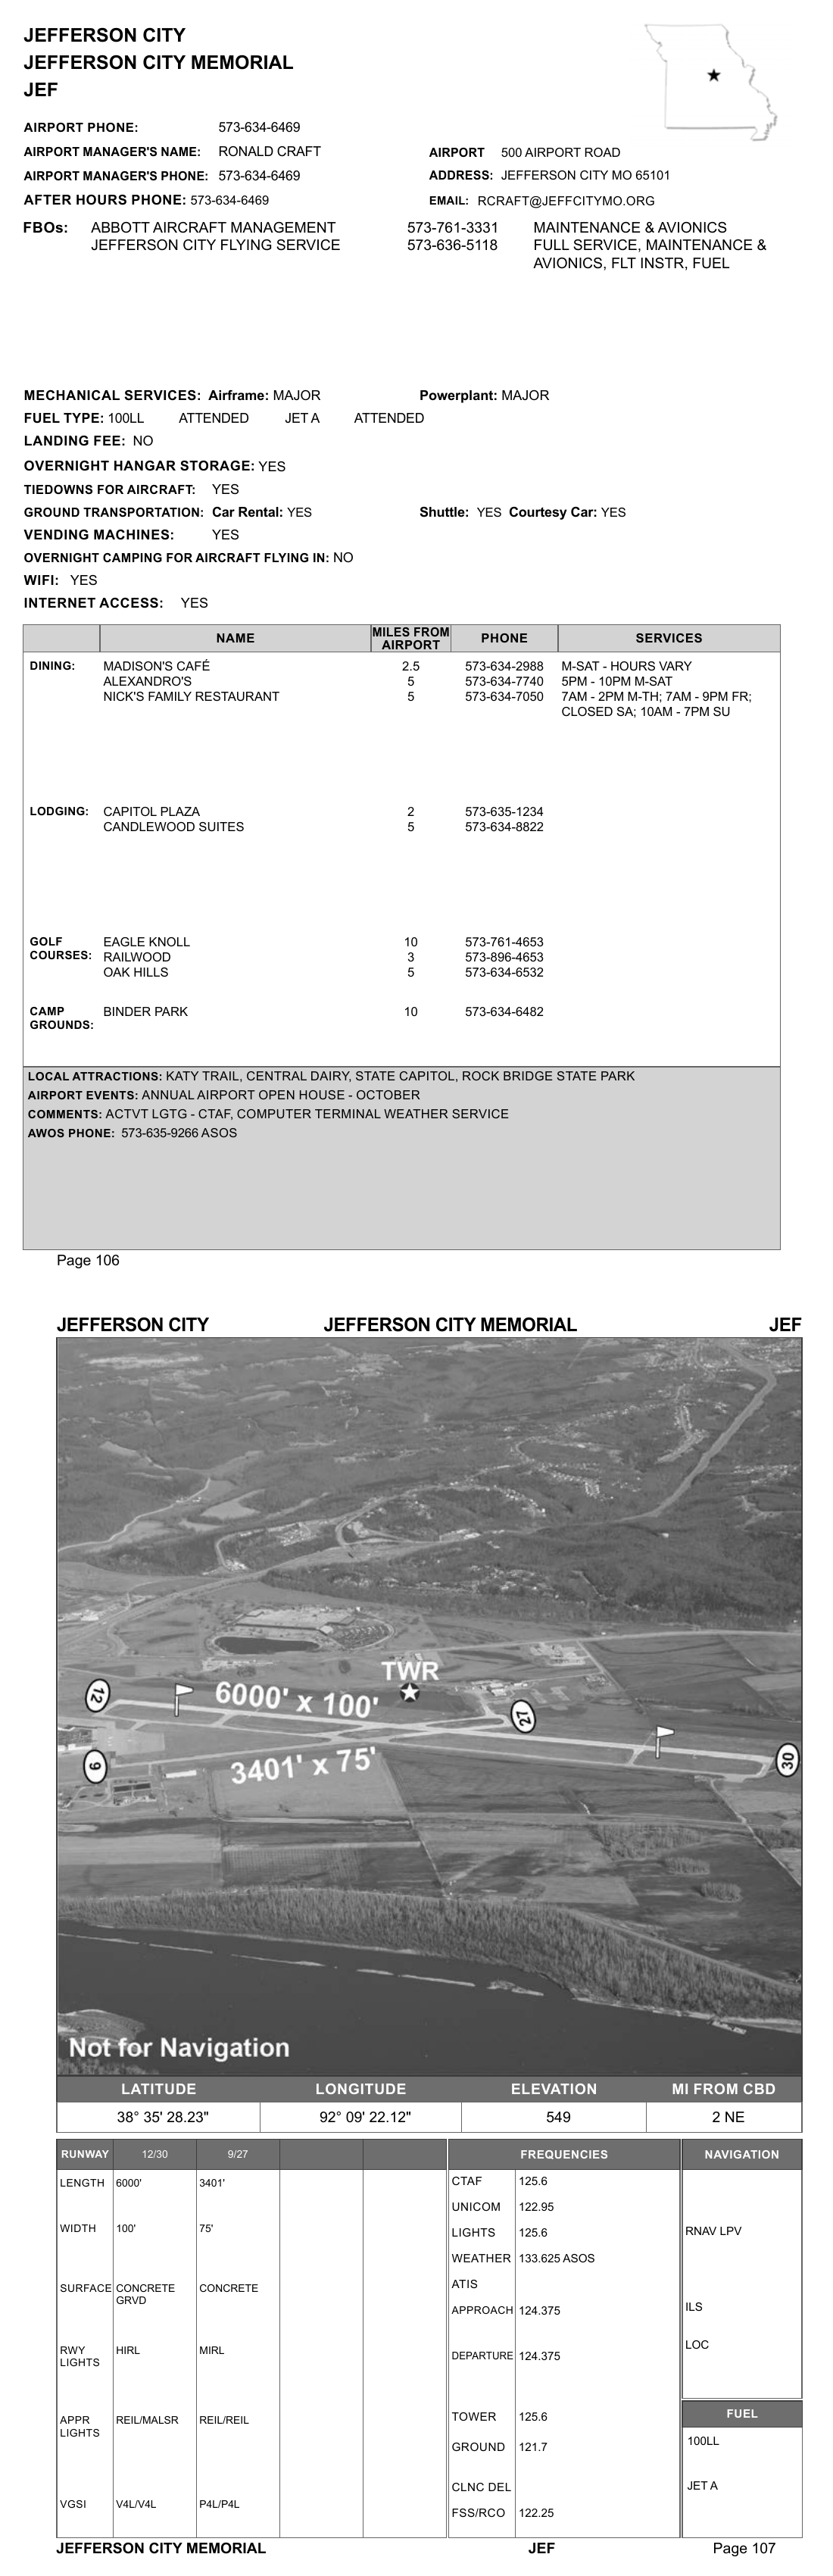 JEFFERSON CITY
JEFFERSON CITY MEMORIAL
JEF
AIRPORT PHONE: 573-634-6469
AIRPORT MANAGER'S NAME: RONALD CRAFT
AIRPORT 500 AIRPORT ROAD
AIRPORT MANAGER'S PHONE: 573-634-6469
ADDRESS: JEFFERSON CITY MO 65101
AFTER HOURS PHONE: 573-634-6469
EMAIL: RCRAFT@JEFFCITYMO.ORG
FBOs: ABBOTT AIRCRAFT MANAGEMENT 573-761-3331 MAINTENANCE & AVIONICS
JEFFERSON CITY FLYING SERVICE 573-636-5118 FULL SERVICE, MAINTENANCE &
AVIONICS, FLT INSTR, FUEL
MECHANICAL SERVICES: Airframe: MAJOR Powerplant: MAJOR
FUEL TYPE: 100LL ATTENDED JET A ATTENDED
LANDING FEE: NO
OVERNIGHT HANGAR STORAGE: YES
TIEDOWNS FOR AIRCRAFT: YES
GROUND TRANSPORTATION: Car Rental: YES Shuttle: YES Courtesy Car: YES
VENDING MACHINES: YES
OVERNIGHT CAMPING FOR AIRCRAFT FLYING IN: NO
WIFI: YES
INTERNET ACCESS: YES
NAME MILES FROM AIRPORT PHONE SERVICES
DINING: MADISON'S CAFÉ 2.5 573-634-2988 M-SAT - HOURS VARY
ALEXANDRO'S 5 573-634-7740 5PM - 10PM M-SAT
NICK'S FAMILY RESTAURANT 5 573-634-7050 7AM - 2PM M-TH; 7AM - 9PM FR;
CLOSED SA; 10AM - 7PM SU
LODGING: CAPITOL PLAZA 2 573-635-1234
CANDLEWOOD SUITES 5 573-634-8822
GOLF COURSES: EAGLE KNOLL 10 573-761-4653
RAILWOOD 3 573-896-4653
OAK HILLS 5 573-634-6532
CAMP GROUNDS: BINDER PARK 10 573-634-6482
LOCAL ATTRACTIONS: KATY TRAIL, CENTRAL DAIRY, STATE CAPITOL, ROCK BRIDGE STATE PARK
AIRPORT EVENTS: ANNUAL AIRPORT OPEN HOUSE - OCTOBER
COMMENTS: ACTVT LGTG - CTAF, COMPUTER TERMINAL WEATHER SERVICE
AWOS PHONE: 573-635-9266 ASOS
Page 106
JEFFERSON CITY JEFFERSON CITY MEMORIAL JEF
TWR
12
6000' x 100'
27
3401' x 75'
9
30
Not for Navigation
LATITUDE LONGITUDE ELEVATION MI FROM CBD
38° 35' 28.23" 92° 09' 22.12" 549 2 NE
RUNWAY 12/30 9/27
LENGTH 6000' 3401'
WIDTH 100' 75'
SURFACE CONCRETE GRVD CONCRETE
RWY LIGHTS HIRL MIRL
APPR LIGHTS REIL/MALSR REIL/REIL
VGSI V4L/V4L P4L/P4L
FREQUENCIES
CTAF 125.6
UNICOM 122.95
LIGHTS 125.6
WEATHER 133.625 ASOS
ATIS
APPROACH 124.375
DEPARTURE 124.375
TOWER 125.6
GROUND 121.7
CLNC DEL
FSS/RCO 122.25
NAVIGATION
RNAV LPV
ILS
LOC
FUEL
100LL
JET A
JEFFERSON CITY MEMORIAL JEF Page 107